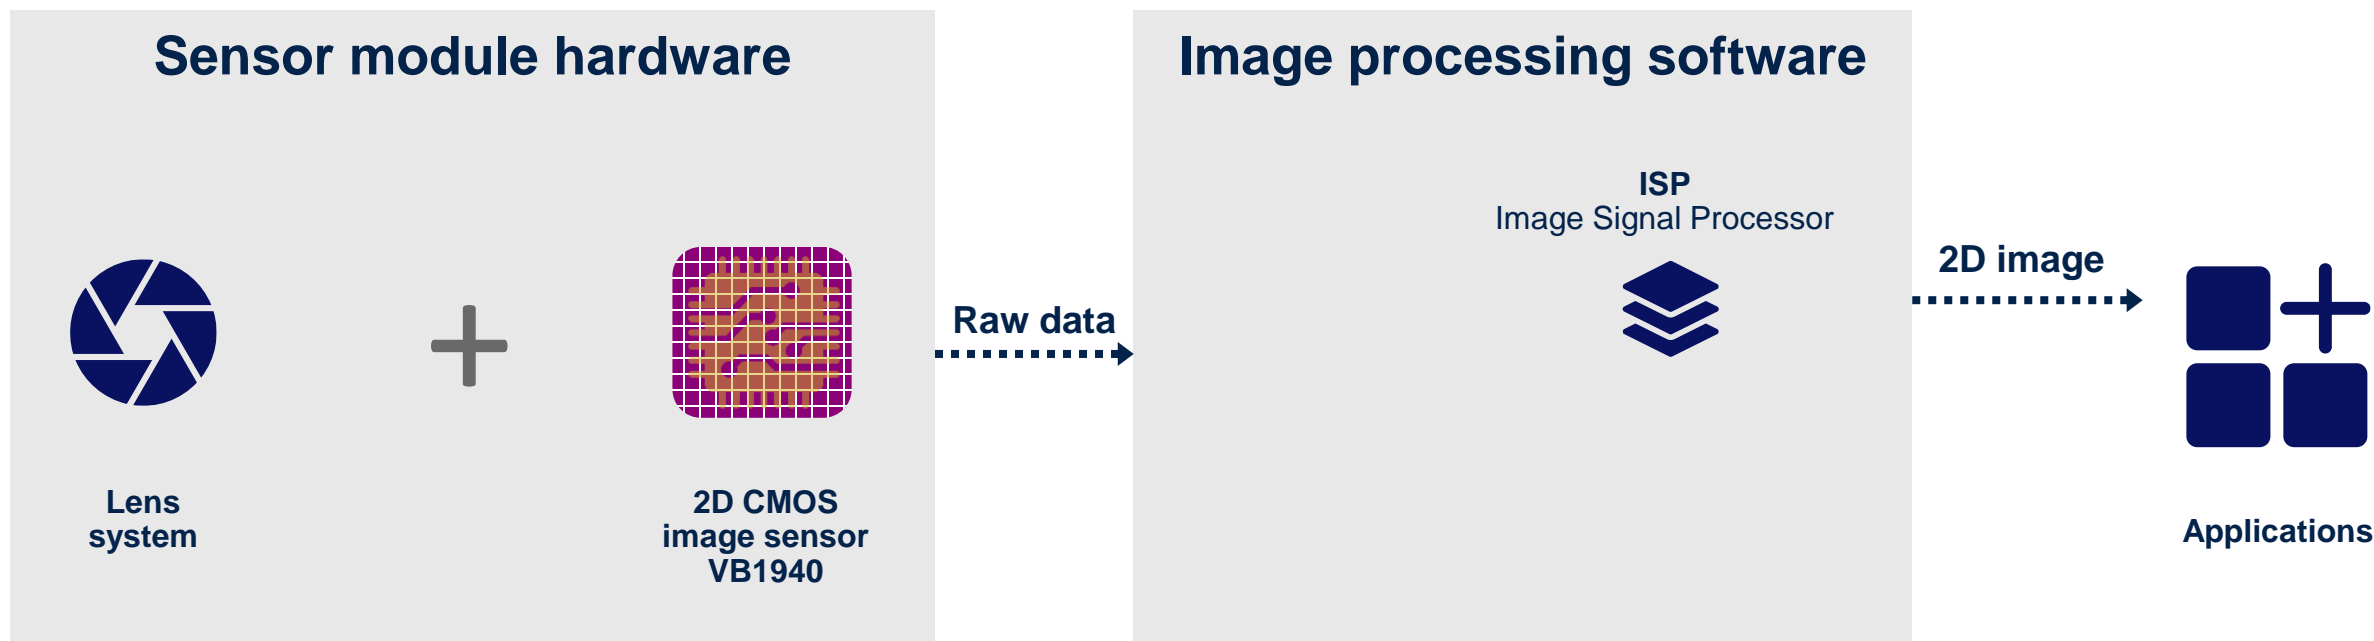 Sensor module hardware
Lens
system
2D CMOS
image sensor
VB1940
Raw data
Image processing software
ISP
Image Signal Processor
2D image
Applications